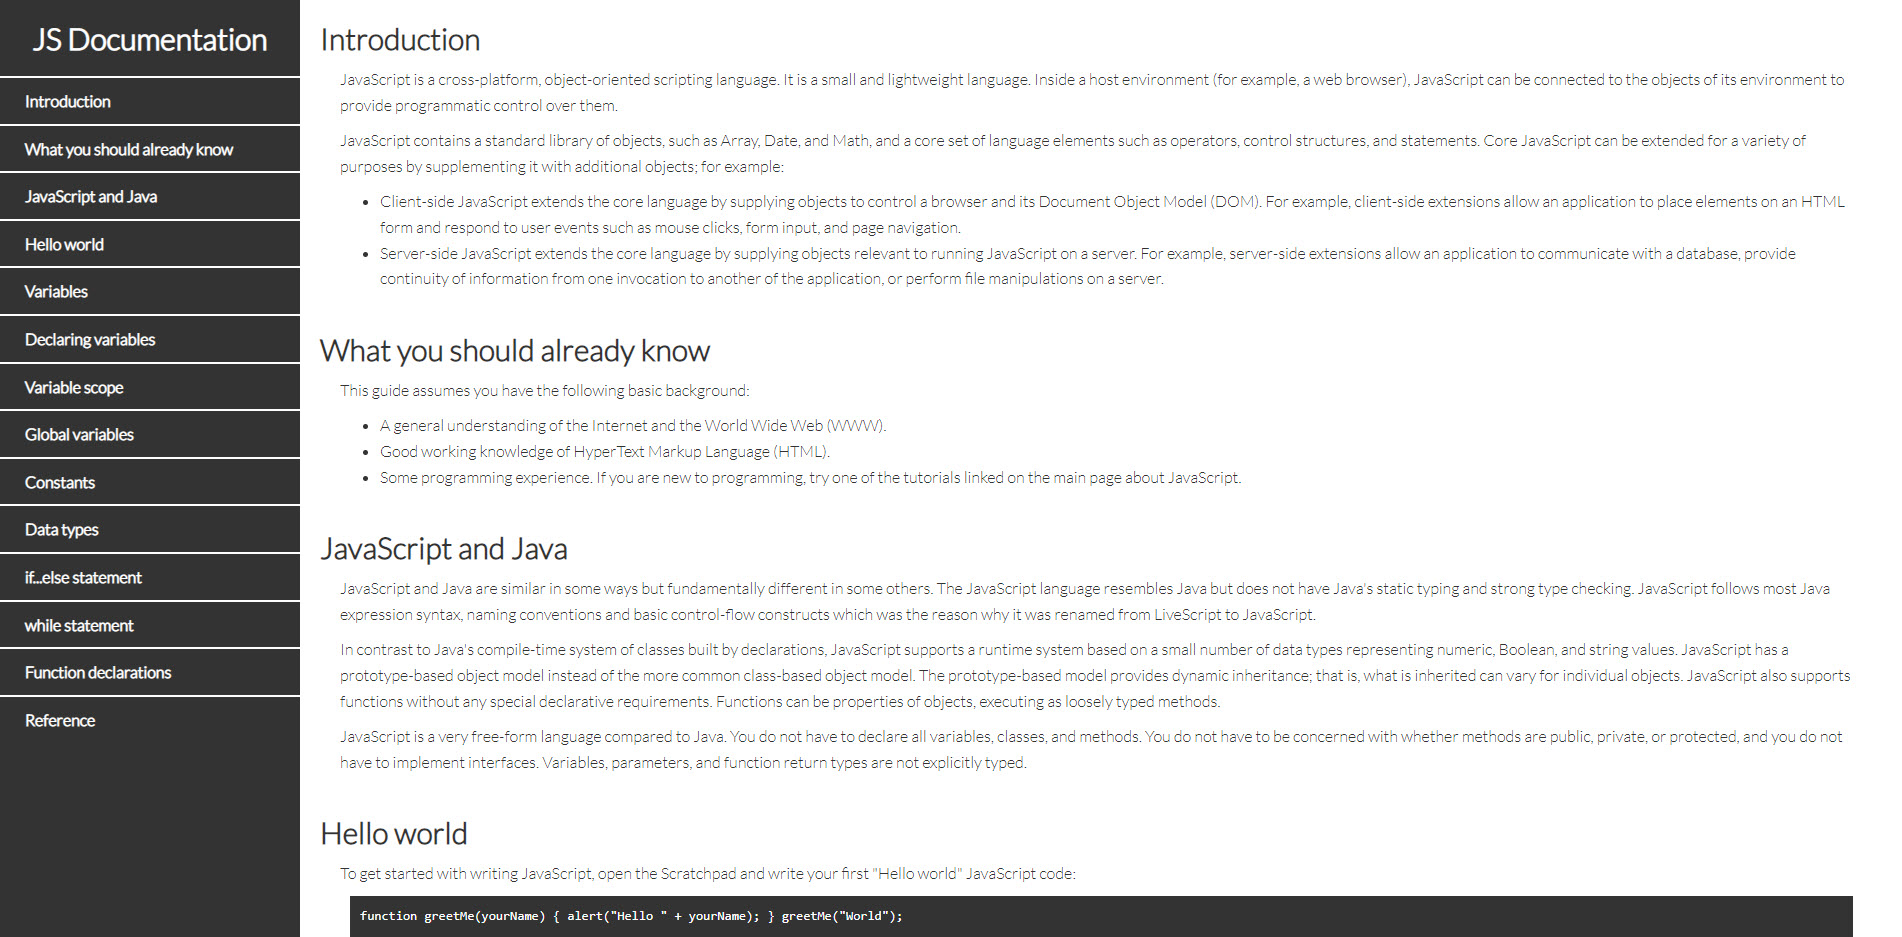 JS Documentation
Introduction
What you should already know
JavaScript and Java
Hello world
Variables
Declaring variables
Variable scope
Global variables
Constants
Data types
if...else statement
while statement
Function declarations
Reference
Introduction
JavaScript is a cross-platform, object-oriented scripting language. It is a small and lightweight language. Inside a host environment (for example, a web browser), JavaScript can be connected to the objects of its environment to
provide programmatic control over them.
JavaScript contains a standard library of objects, such as Array, Date, and Math, and a core set of language elements such as operators, control structures, and statements. Core JavaScript can be extended for a variety of
purposes by supplementing it with additional objects; for example:
• Client-side JavaScript extends the core language by supplying objects to control a browser and its Document Object Model (DOM). For example, client-side extensions allow an application to place elements on an HTML
form and respond to user events such as mouse clicks, form input, and page navigation.
• Server-side JavaScript extends the core language by supplying objects relevant to running JavaScript on a server. For example, server-side extensions allow an application to communicate with a database, provide
continuity of information from one invocation to another of the application, or perform file manipulations on a server.
What you should already know
This guide assumes you have the following basic background:
• A general understanding of the Internet and the World Wide Web (WWW).
• Good working knowledge of HyperText Markup Language (HTML).
• Some programming experience. If you are new to programming, try one of the tutorials linked on the main page about JavaScript.
JavaScript and Java
JavaScript and Java are similar in some ways but fundamentally different in some others. The JavaScript language resembles Java but does not have Java's static typing and strong type checking. JavaScript follows most Java
expression syntax, naming conventions and basic control-flow constructs which was the reason why it was renamed from LiveScript to JavaScript.
In contrast to Java's compile-time system of classes built by declarations, JavaScript supports a runtime system based on a small number of data types representing numeric, Boolean, and string values. JavaScript has a
prototype-based object model instead of the more common class-based object model. The prototype-based model provides dynamic inheritance; that is, what is inherited can vary for individual objects. JavaScript also supports
functions without any special declarative requirements. Functions can be properties of objects, executing as loosely typed methods.
JavaScript is a very free-form language compared to Java. You do not have to declare all variables, classes, and methods. You do not have to be concerned with whether methods are public, private, or protected, and you do not
have to implement interfaces. Variables, parameters, and function return types are not explicitly typed.
Hello world
To get started with writing JavaScript, open the Scratchpad and write your first "Hello world" JavaScript code:
function greetMe(yourName) { alert("Hello " + yourName); } greetMe("World");